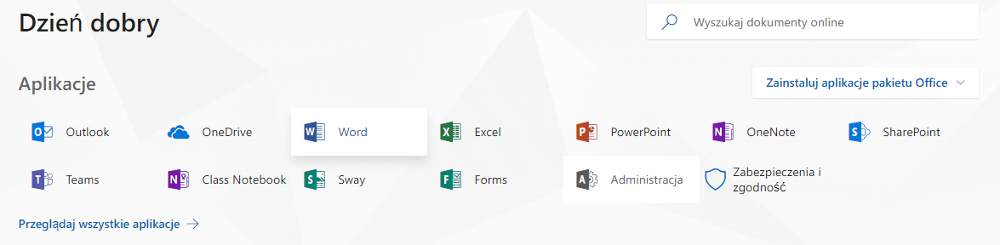 Dzień dobry
Wyszukaj dokumenty online
Aplikacje
Zainstaluj aplikacje pakietu Office
Outlook
OneDrive
Word
Excel
PowerPoint
OneNote
SharePoint
Teams
Class Notebook
Sway
Forms
Administracja
Zabezpieczenia i
zgodność
Przeglądaj wszystkie aplikacje